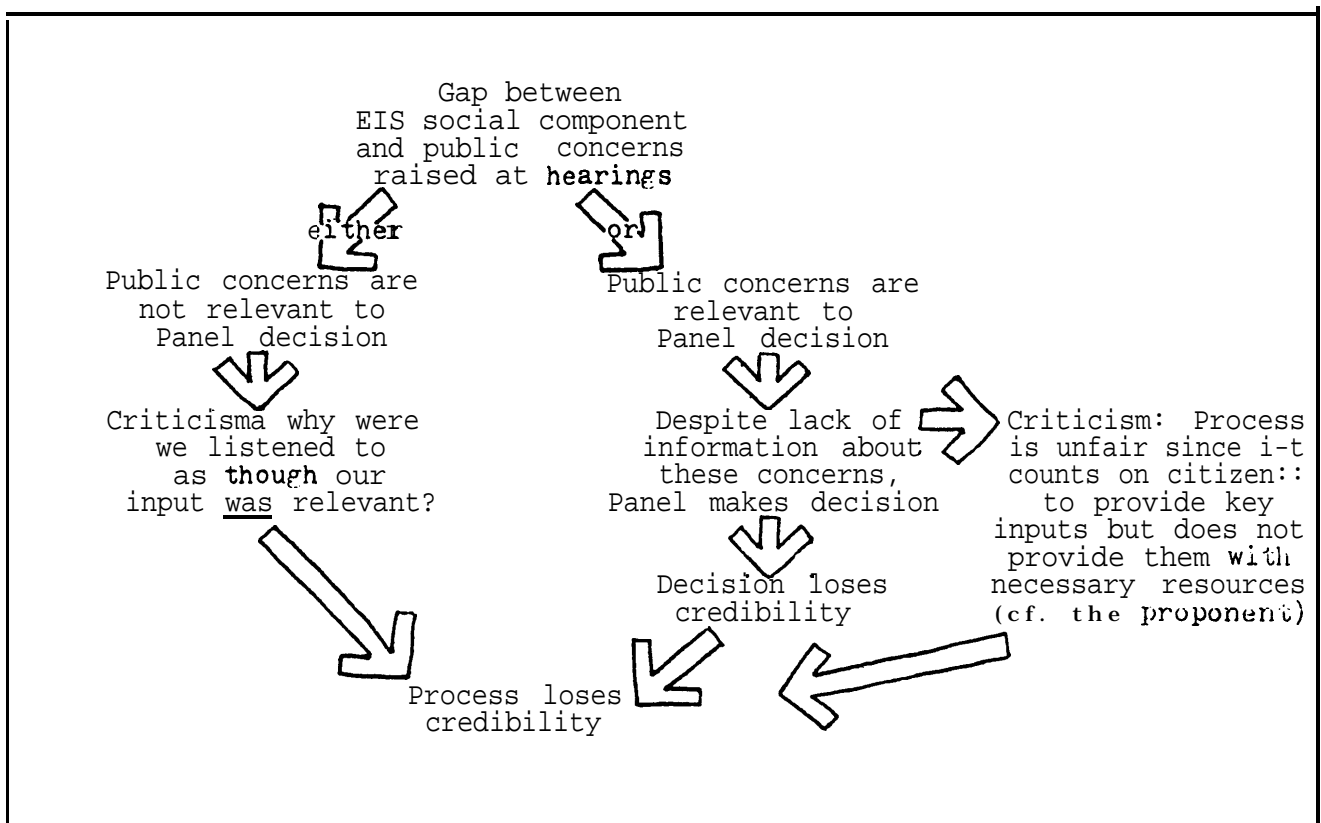 Gap between
EIS social component
and public concerns
raised at hearings
either
or
Public concerns are
not relevant to
Panel decision
Public concerns are
relevant to
Panel decision
Criticisma why were
we listened to
as though our
input was relevant?
Despite lack of
information about
these concerns,
Panel makes decision
Criticism: Process
is unfair since i-t
counts on citizen::
to provide key
inputs but does not
provide them with
necessary resources
(cf. the proponent)
Decision loses
credibility
Process loses
credibility